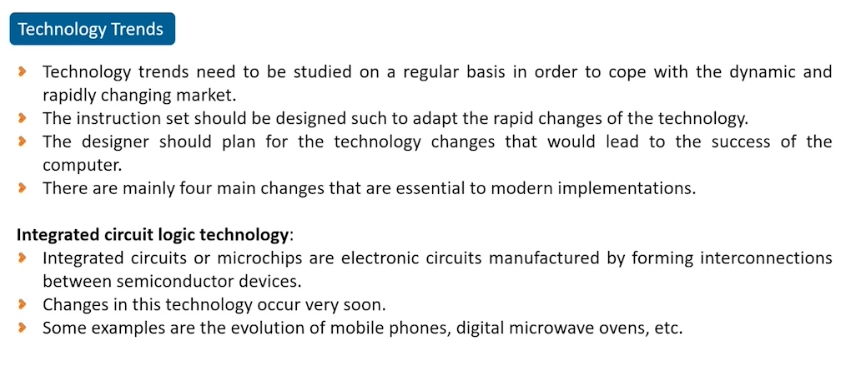 Technology Trends
Technology trends need to be studied on a regular basis in order to cope with the dynamic and
rapidly changing market.
The instruction set should be designed such to adapt the rapid changes of the technology.
The designer should plan for the technology changes that would lead to the success of the
computer.
There are mainly four main changes that are essential to modern implementations.
Integrated circuit logic technology:
Integrated circuits or microchips are electronic circuits manufactured by forming interconnections
between semiconductor devices.
Changes in this technology occur very soon.
Some examples are the evolution of mobile phones, digital microwave ovens, etc.